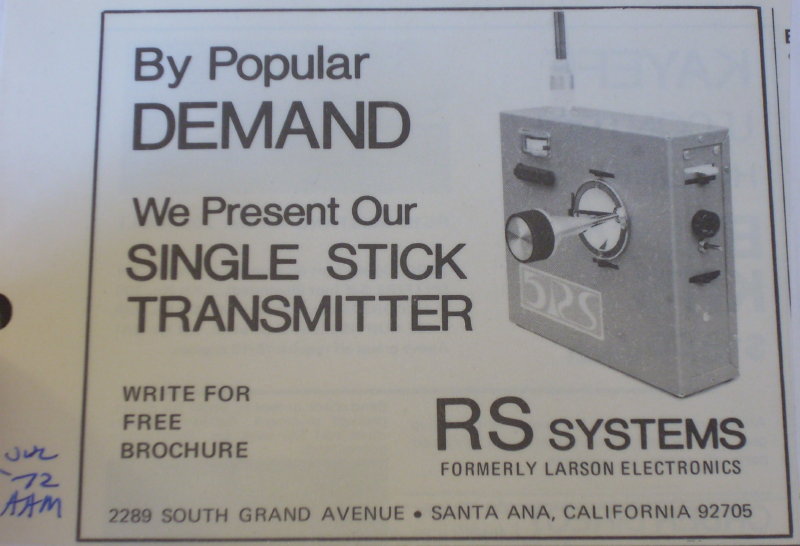 By Popular
DEMAND
We Present Our
SINGLE STICK
TRANSMITTER
WRITE FOR
FREE
BROCHURE
RS SYSTEMS
FORMERLY LARSON ELECTRONICS
2289 SOUTH GRAND AVENUE • SANTA ANA, CALIFORNIA 92705
JUL
'72
AAM